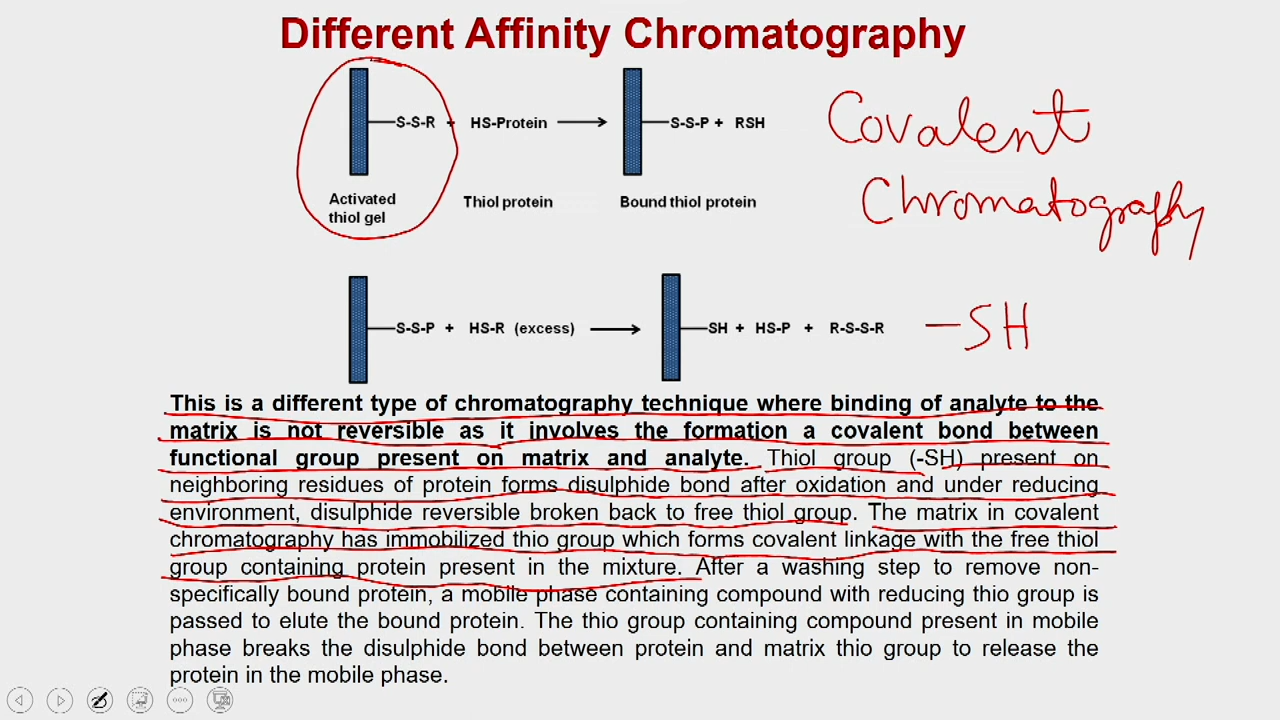 Different Affinity Chromatography
S-S-R + HS-Protein → S-S-P + RSH
Covalent
Activated thiol gel Thiol protein Bound thiol protein
Chromatography
S-S-P + HS-R (excess) → SH + HS-P + R-S-S-R
-SH
This is a different type of chromatography technique where binding of analyte to the
matrix is not reversible as it involves the formation a covalent bond between
functional group present on matrix and analyte. Thiol group (-SH) present on
neighboring residues of protein forms disulphide bond after oxidation and under reducing
environment, disulphide reversible broken back to free thiol group. The matrix in covalent
chromatography has immobilized thio group which forms covalent linkage with the free thiol
group containing protein present in the mixture. After a washing step to remove non-
specifically bound protein, a mobile phase containing compound with reducing thio group is
passed to elute the bound protein. The thio group containing compound present in mobile
phase breaks the disulphide bond between protein and matrix thio group to release the
protein in the mobile phase.